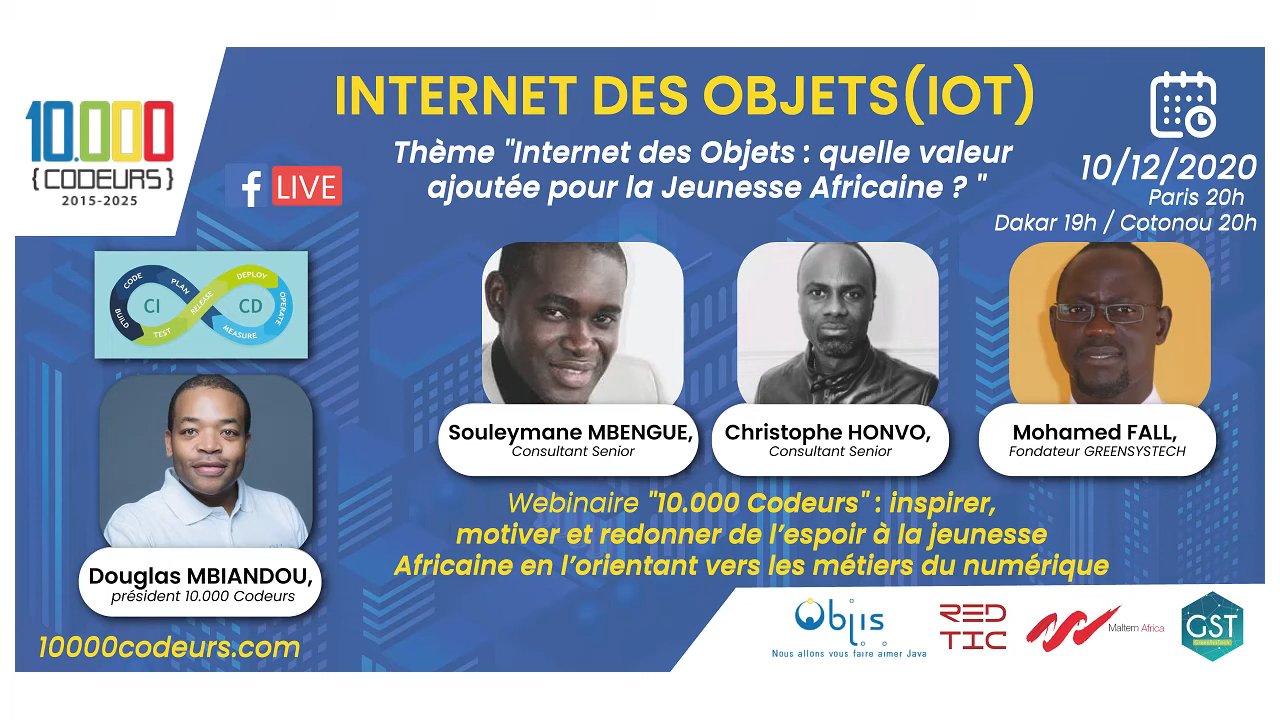 INTERNET DES OBJETS(IOT)
Thème "Internet des Objets : quelle valeur
ajoutée pour la Jeunesse Africaine ? "
10.000
{CODEURS}
2015-2025
f LIVE
10/12/2020
Paris 20h
Dakar 19h / Cotonou 20h
CODE
PLAN
BUILD
TEST
CI
RELEASE
DEPLOY
OPERATE
MEASURE
CD
Souleymane MBENGUE,
Consultant Senior
Christophe HONVO,
Consultant Senior
Mohamed FALL,
Fondateur GREENSYSTECH
Webinaire "10.000 Codeurs" : inspirer,
motiver et redonner de l’espoir à la jeunesse
Africaine en l’orientant vers les métiers du numérique
Douglas MBIANDOU,
président 10.000 Codeurs
10000codeurs.com
Objis
Nous allons vous faire aimer Java
RED
TIC
Maltem Africa
GST
GreenSysTech